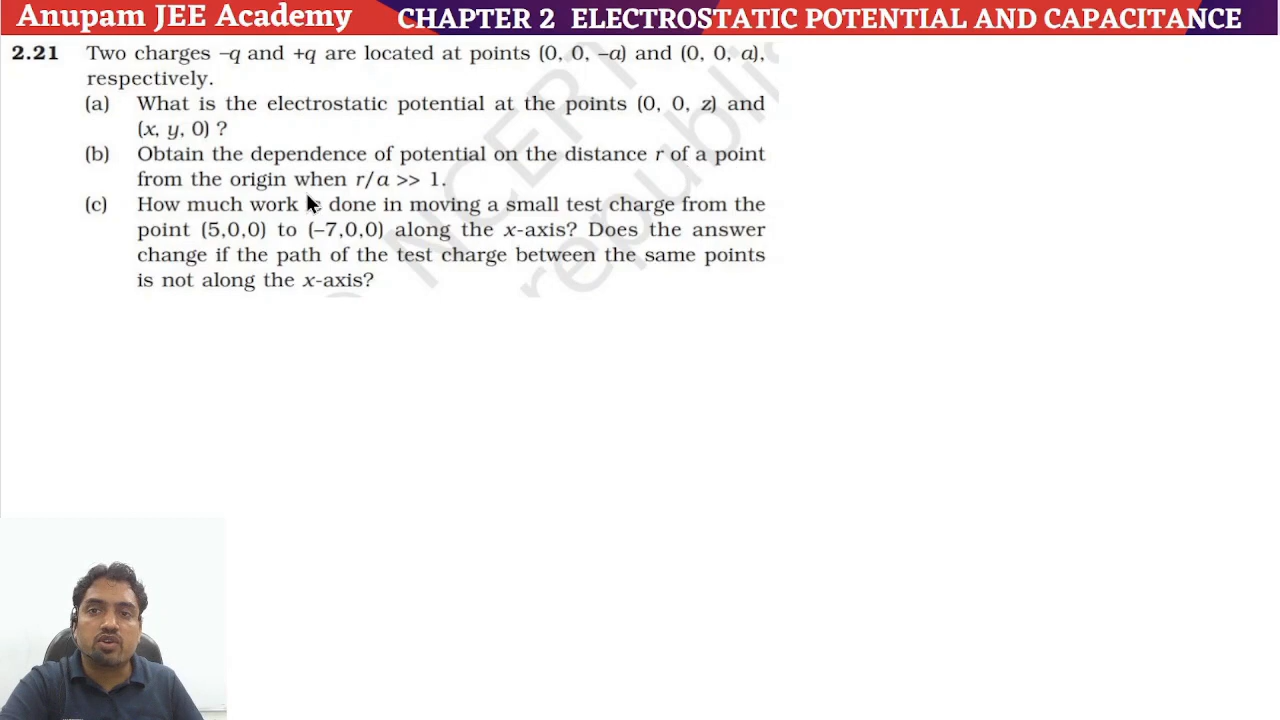 Anupam JEE Academy CHAPTER 2 ELECTROSTATIC POTENTIAL AND CAPACITANCE
2.21 Two charges –q and +q are located at points (0, 0, –a) and (0, 0, a),
respectively.
(a) What is the electrostatic potential at the points (0, 0, z) and
(x, y, 0) ?
(b) Obtain the dependence of potential on the distance r of a point
from the origin when r/a >> 1.
(c) How much work is done in moving a small test charge from the
point (5,0,0) to (–7,0,0) along the x-axis? Does the answer
change if the path of the test charge between the same points
is not along the x-axis?
© NCERT
republi